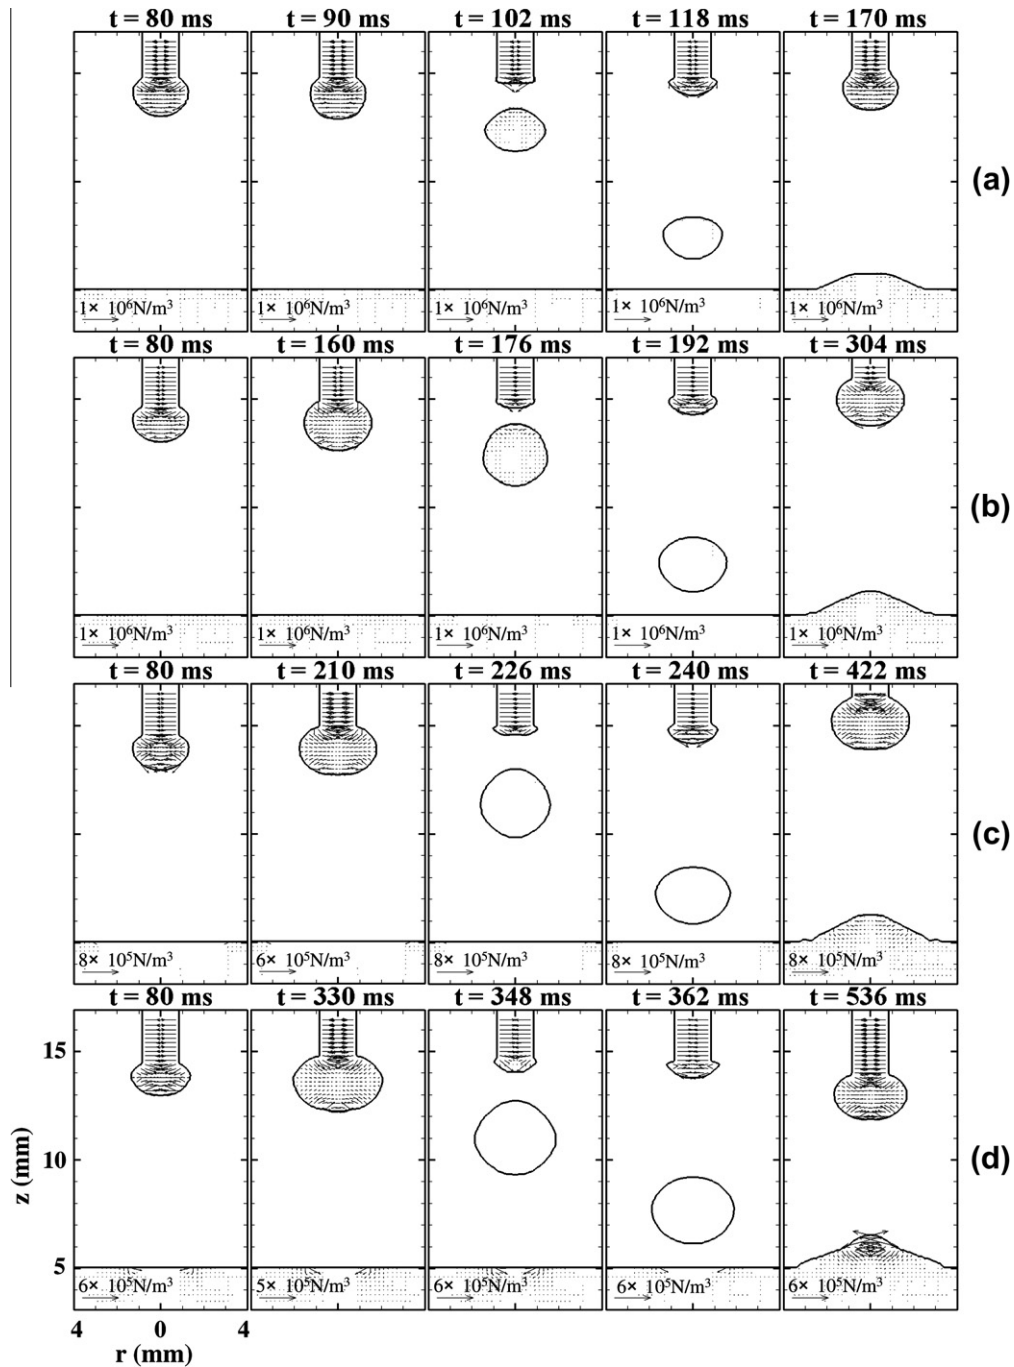 t = 80 ms t = 90 ms t = 102 ms t = 118 ms t = 170 ms
(a)
1× 10⁶N/m³ 1× 10⁶N/m³ 1× 10⁶N/m³ 1× 10⁶N/m³ 1× 10⁶N/m³
t = 80 ms t = 160 ms t = 176 ms t = 192 ms t = 304 ms
(b)
1× 10⁶N/m³ 1× 10⁶N/m³ 1× 10⁶N/m³ 1× 10⁶N/m³ 1× 10⁶N/m³
t = 80 ms t = 210 ms t = 226 ms t = 240 ms t = 422 ms
(c)
8× 10⁵N/m³ 6× 10⁵N/m³ 8× 10⁵N/m³ 8× 10⁵N/m³ 8× 10⁵N/m³
t = 80 ms t = 330 ms t = 348 ms t = 362 ms t = 536 ms
15
z (mm)
10
(d)
5
6× 10⁵N/m³ 5× 10⁵N/m³ 6× 10⁵N/m³ 6× 10⁵N/m³ 6× 10⁵N/m³
4 0 4
r (mm)